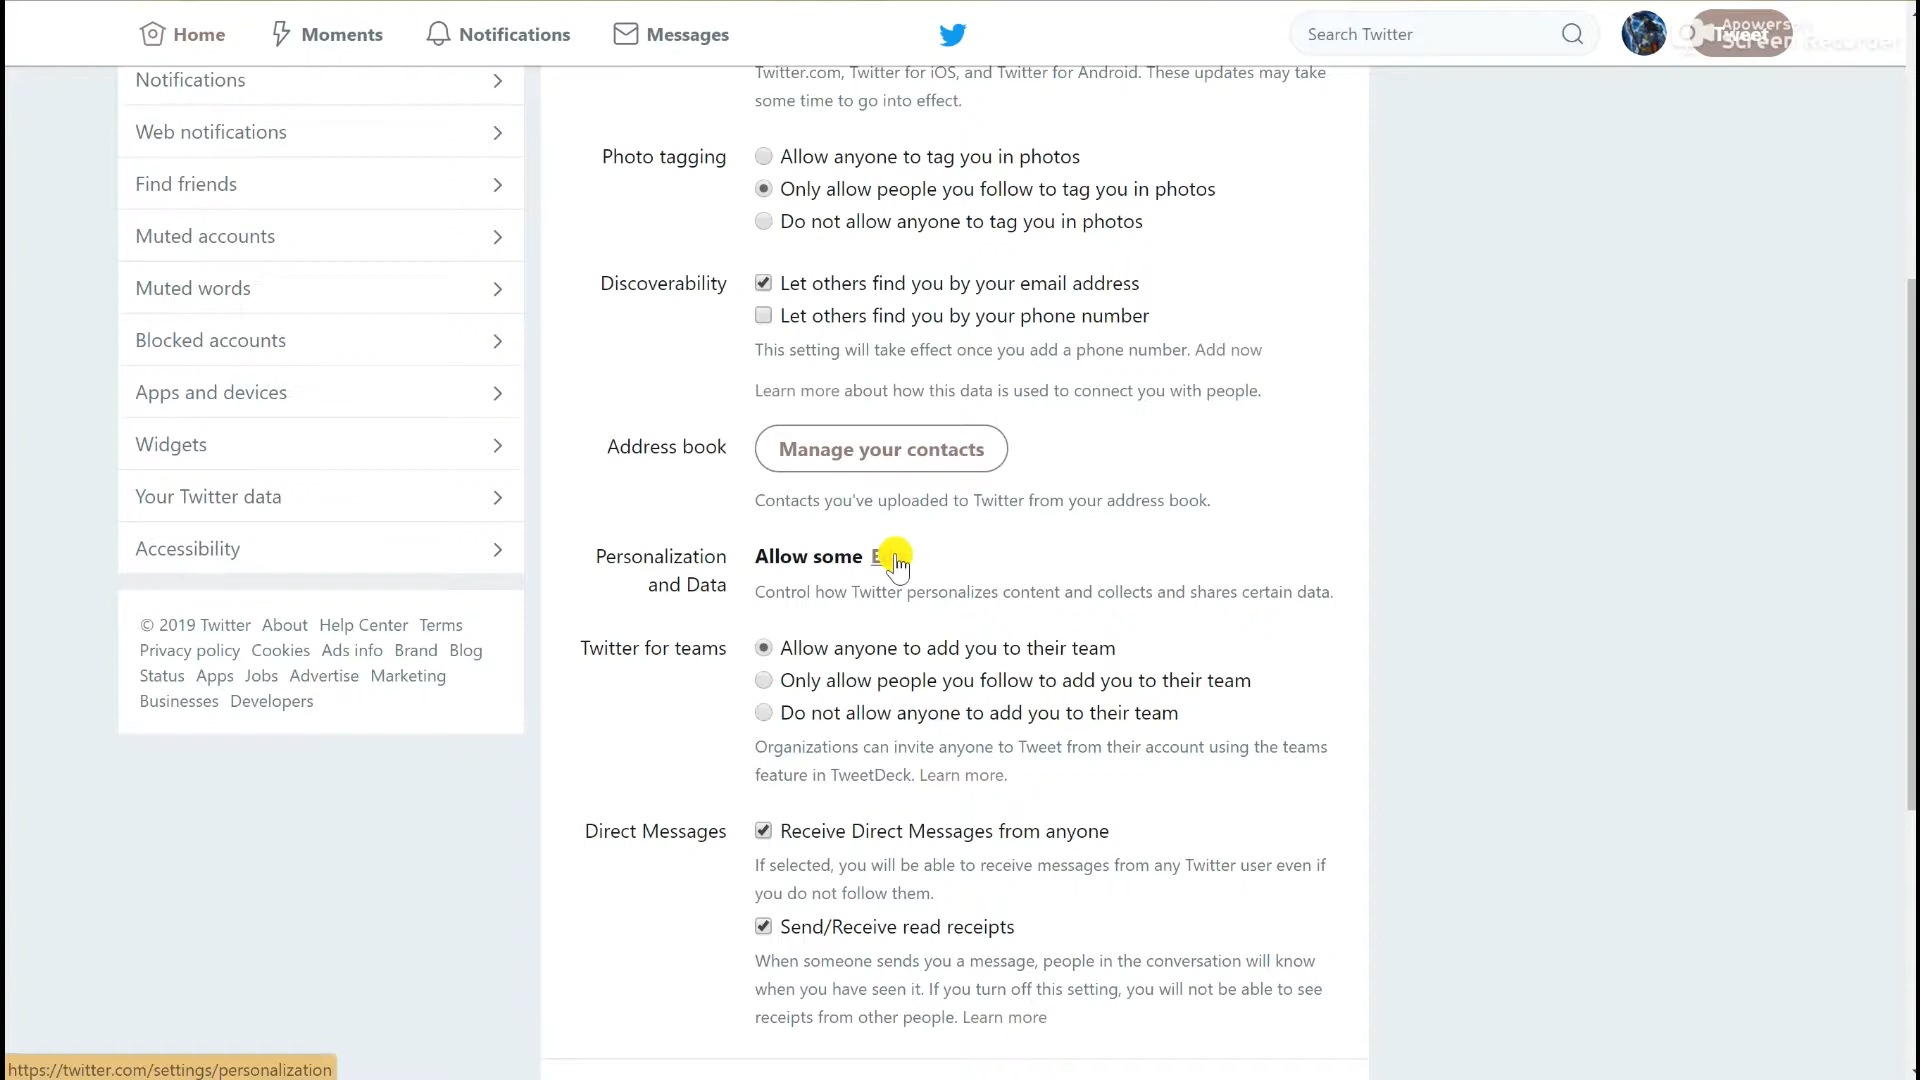 Home Moments Notifications Messages Search Twitter
Apowers
Screen Recorder
Notifications
Web notifications
Find friends
Muted accounts
Muted words
Blocked accounts
Apps and devices
Widgets
Your Twitter data
Accessibility
© 2019 Twitter About Help Center Terms
Privacy policy Cookies Ads info Brand Blog
Status Apps Jobs Advertise Marketing
Businesses Developers
Twitter.com, Twitter for iOS, and Twitter for Android. These updates may take
some time to go into effect.
Photo tagging
Allow anyone to tag you in photos
Only allow people you follow to tag you in photos
Do not allow anyone to tag you in photos
Discoverability
Let others find you by your email address
Let others find you by your phone number
This setting will take effect once you add a phone number. Add now
Learn more about how this data is used to connect you with people.
Address book
Manage your contacts
Contacts you've uploaded to Twitter from your address book.
Personalization
and Data
Allow some
Control how Twitter personalizes content and collects and shares certain data.
Twitter for teams
Allow anyone to add you to their team
Only allow people you follow to add you to their team
Do not allow anyone to add you to their team
Organizations can invite anyone to Tweet from their account using the teams
feature in TweetDeck. Learn more.
Direct Messages
Receive Direct Messages from anyone
If selected, you will be able to receive messages from any Twitter user even if
you do not follow them.
Send/Receive read receipts
When someone sends you a message, people in the conversation will know
when you have seen it. If you turn off this setting, you will not be able to see
receipts from other people. Learn more
https://twitter.com/settings/personalization